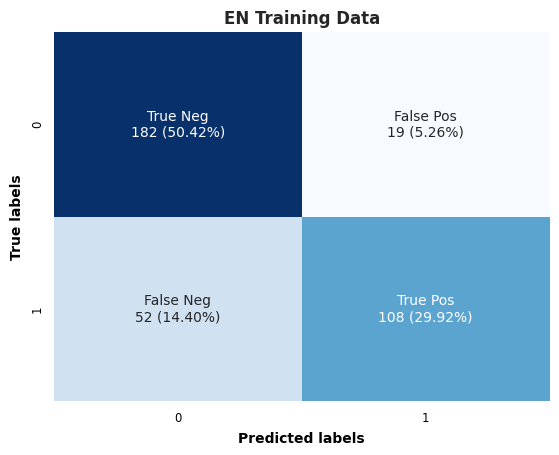 EN Training Data
True Neg
182 (50.42%)
False Pos
19 (5.26%)
False Neg
52 (14.40%)
True Pos
108 (29.92%)
0
1
True labels
0
1
Predicted labels